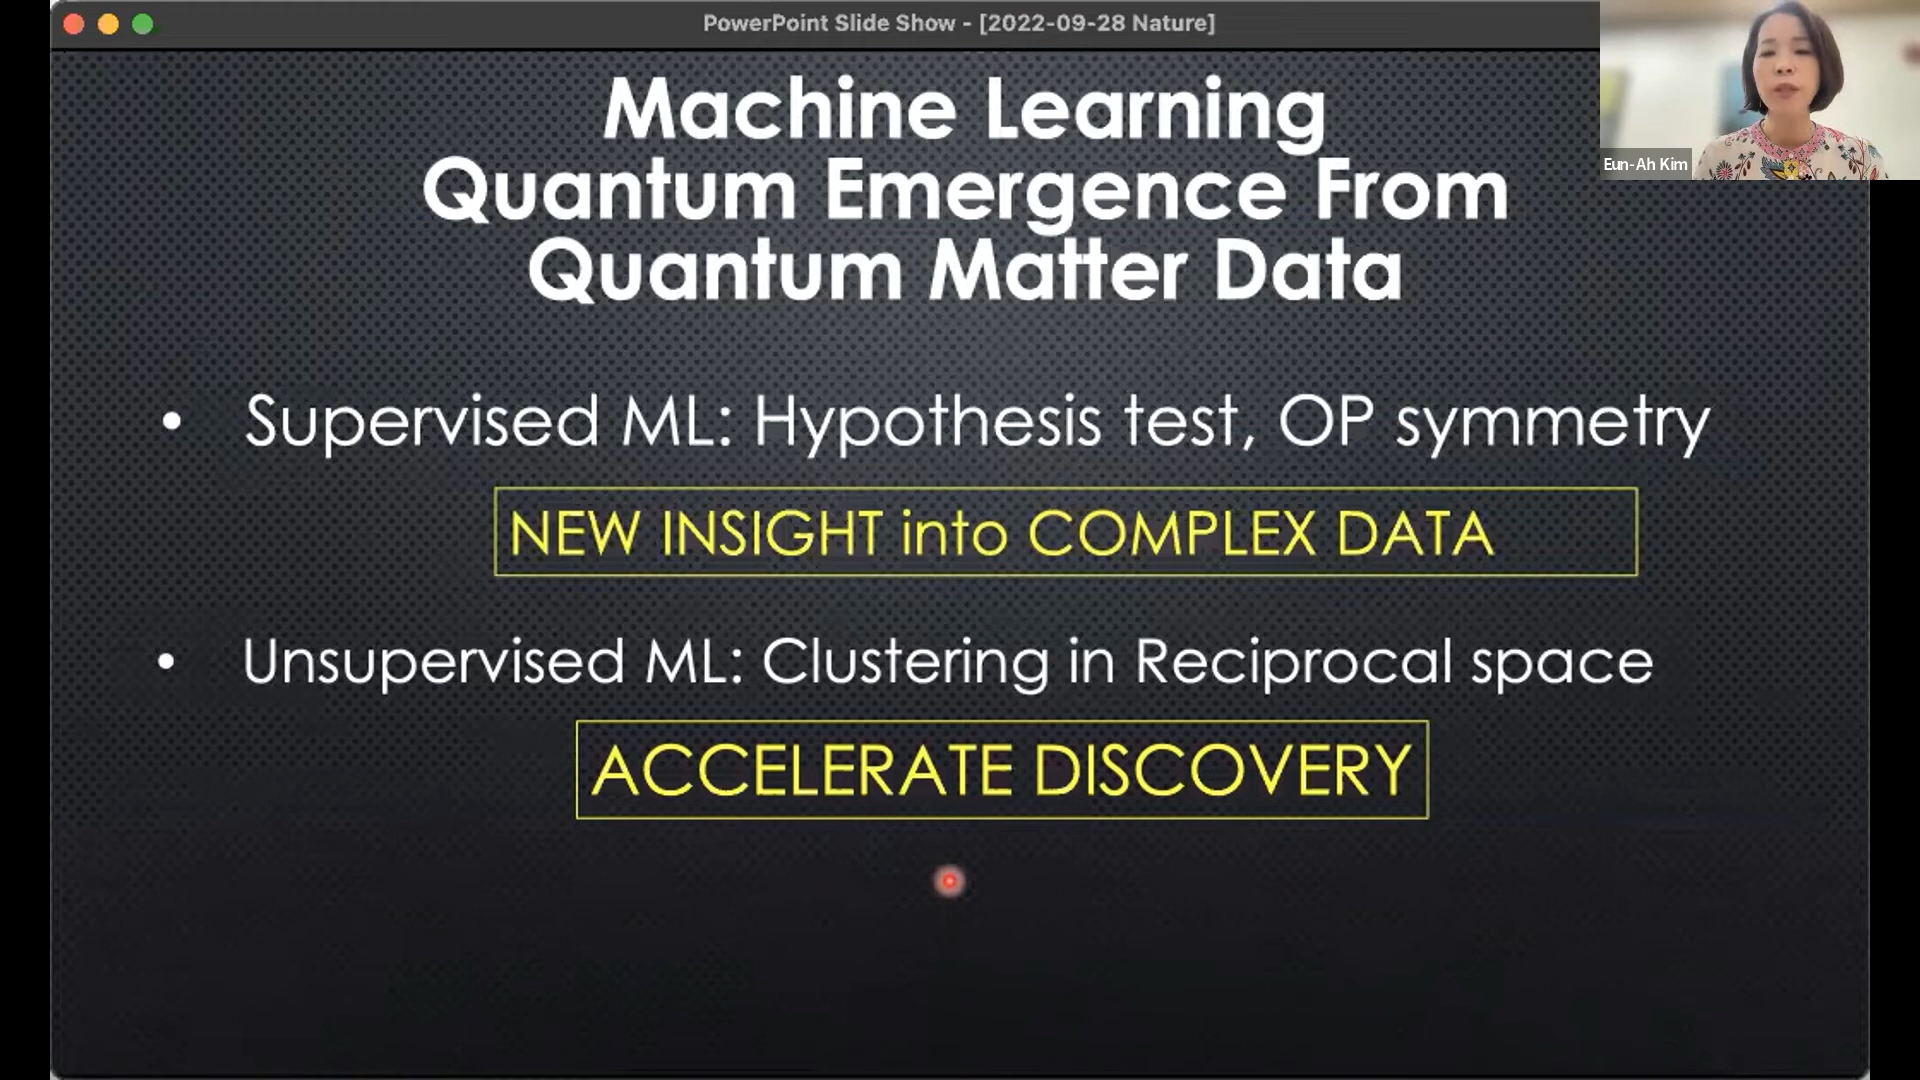 PowerPoint Slide Show - [2022-09-28 Nature]
Eun-Ah Kim
Machine Learning
Quantum Emergence From
Quantum Matter Data
• Supervised ML: Hypothesis test, OP symmetry
NEW INSIGHT into COMPLEX DATA
• Unsupervised ML: Clustering in Reciprocal space
ACCELERATE DISCOVERY